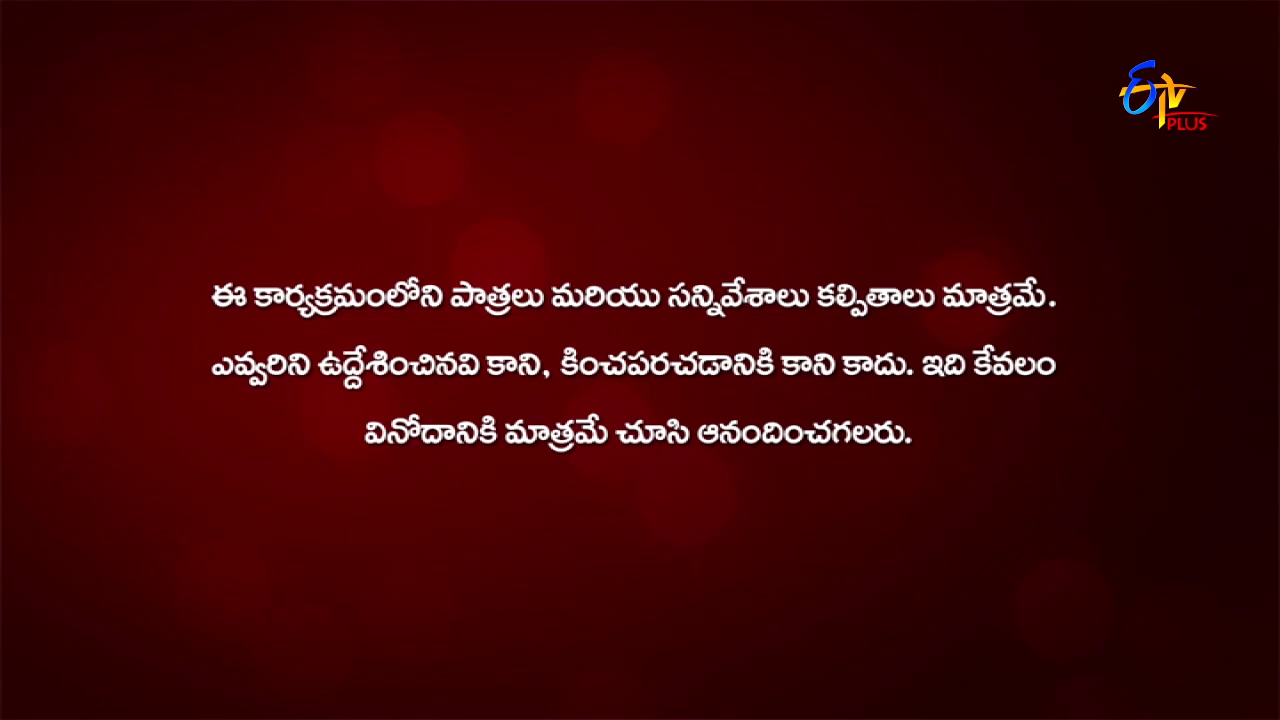 ETV
PLUS
ఈ కార్యక్రమంలోని పాత్రలు మరియు సన్నివేశాలు కల్పితాలు మాత్రమే.
ఎవ్వరిని ఉద్దేశించినవి కాని, కించపరచడానికి కాని కాదు. ఇది కేవలం
వినోదానికి మాత్రమే చూసి ఆనందించగలరు.